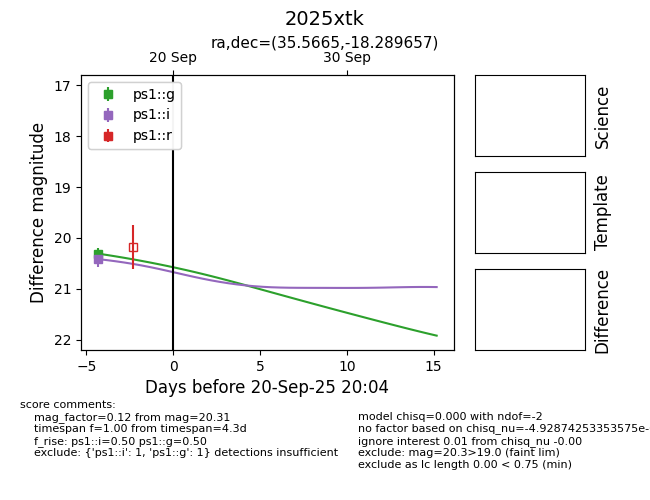 2025xtk
ra,dec=(35.5665,-18.289657)
20 Sep
30 Sep
17
18
19
20
21
22
ps1::g
ps1::i
ps1::r
Difference magnitude
−5
0
5
10
15
Days before 20-Sep-25 20:04
Science
Template
Difference
score comments:
mag_factor=0.12 from mag=20.31
timespan f=1.00 from timespan=4.3d
f_rise: ps1::i=0.50 ps1::g=0.50
exclude: {'ps1::i': 1, 'ps1::g': 1} detections insufficient
model chisq=0.000 with ndof=-2
no factor based on chisq_nu=-4.92874253353575e-
ignore interest 0.01 from chisq_nu -0.00
exclude: mag=20.3>19.0 (faint lim)
exclude as lc length 0.00 < 0.75 (min)